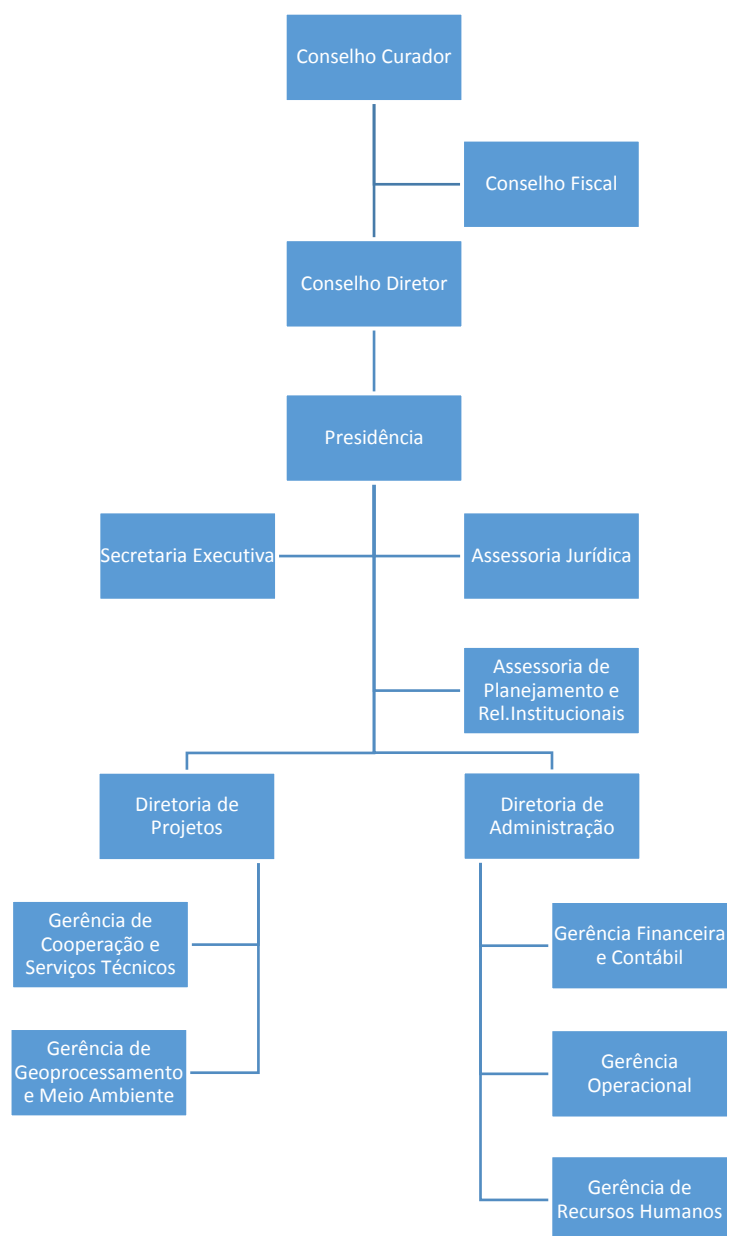 Conselho Curador
Conselho Fiscal
Conselho Diretor
Presidência
Secretaria Executiva
Assessoria Jurídica
Assessoria de
Planejamento e
Rel.Institucionais
Diretoria de
Projetos
Diretoria de
Administração
Gerência de
Cooperação e
Serviços Técnicos
Gerência de
Geoprocessamento
e Meio Ambiente
Gerência Financeira
e Contábil
Gerência
Operacional
Gerência de
Recursos Humanos